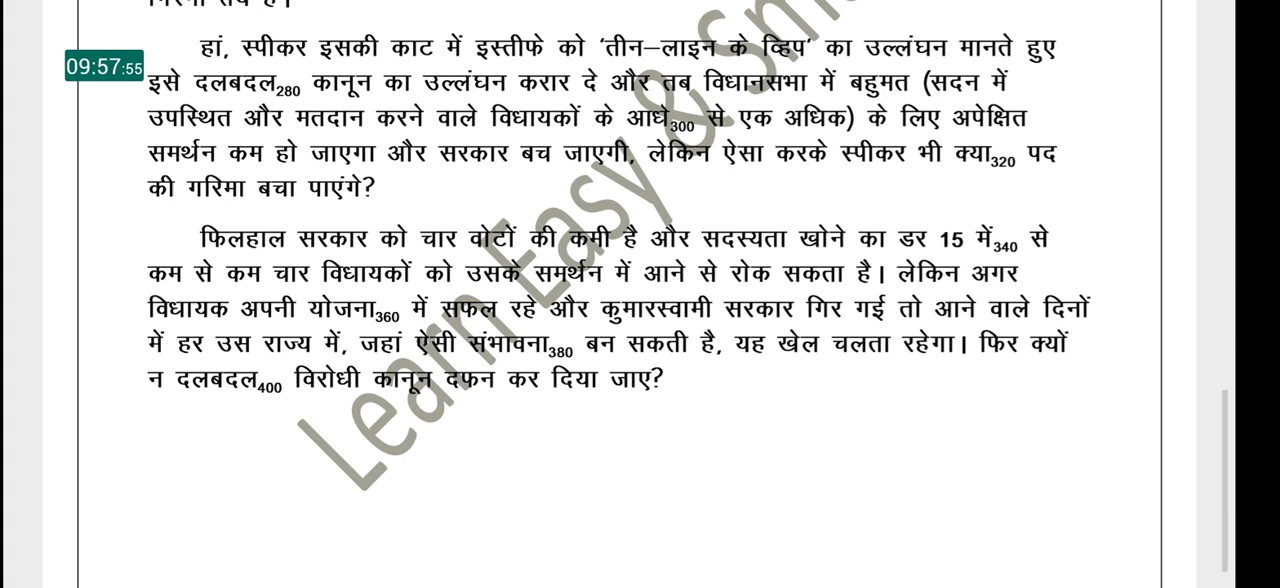 हां, स्पीकर इसकी काट में इस्तीफे को 'तीन–लाइन के व्हिप' का उल्लंघन मानते हुए
09:57:55
इसे दलबदल280 कानून का उल्लंघन करार दे और तब विधानसभा में बहुमत (सदन में
उपस्थित और मतदान करने वाले विधायकों के आधे300 से एक अधिक) के लिए अपेक्षित
समर्थन कम हो जाएगा और सरकार बच जाएगी, लेकिन ऐसा करके स्पीकर भी क्या320 पद
की गरिमा बचा पाएंगे?
फिलहाल सरकार को चार वोटों की कमी है और सदस्यता खोने का डर 15 में340 से
कम से कम चार विधायकों को उसके समर्थन में आने से रोक सकता है। लेकिन अगर
विधायक अपनी योजना360 में सफल रहे और कुमारस्वामी सरकार गिर गई तो आने वाले दिनों
में हर उस राज्य में, जहां ऐसी संभावना380 बन सकती है, यह खेल चलता रहेगा। फिर क्यों
न दलबदल400 विरोधी कानून दफन कर दिया जाए?
Learn Easy &